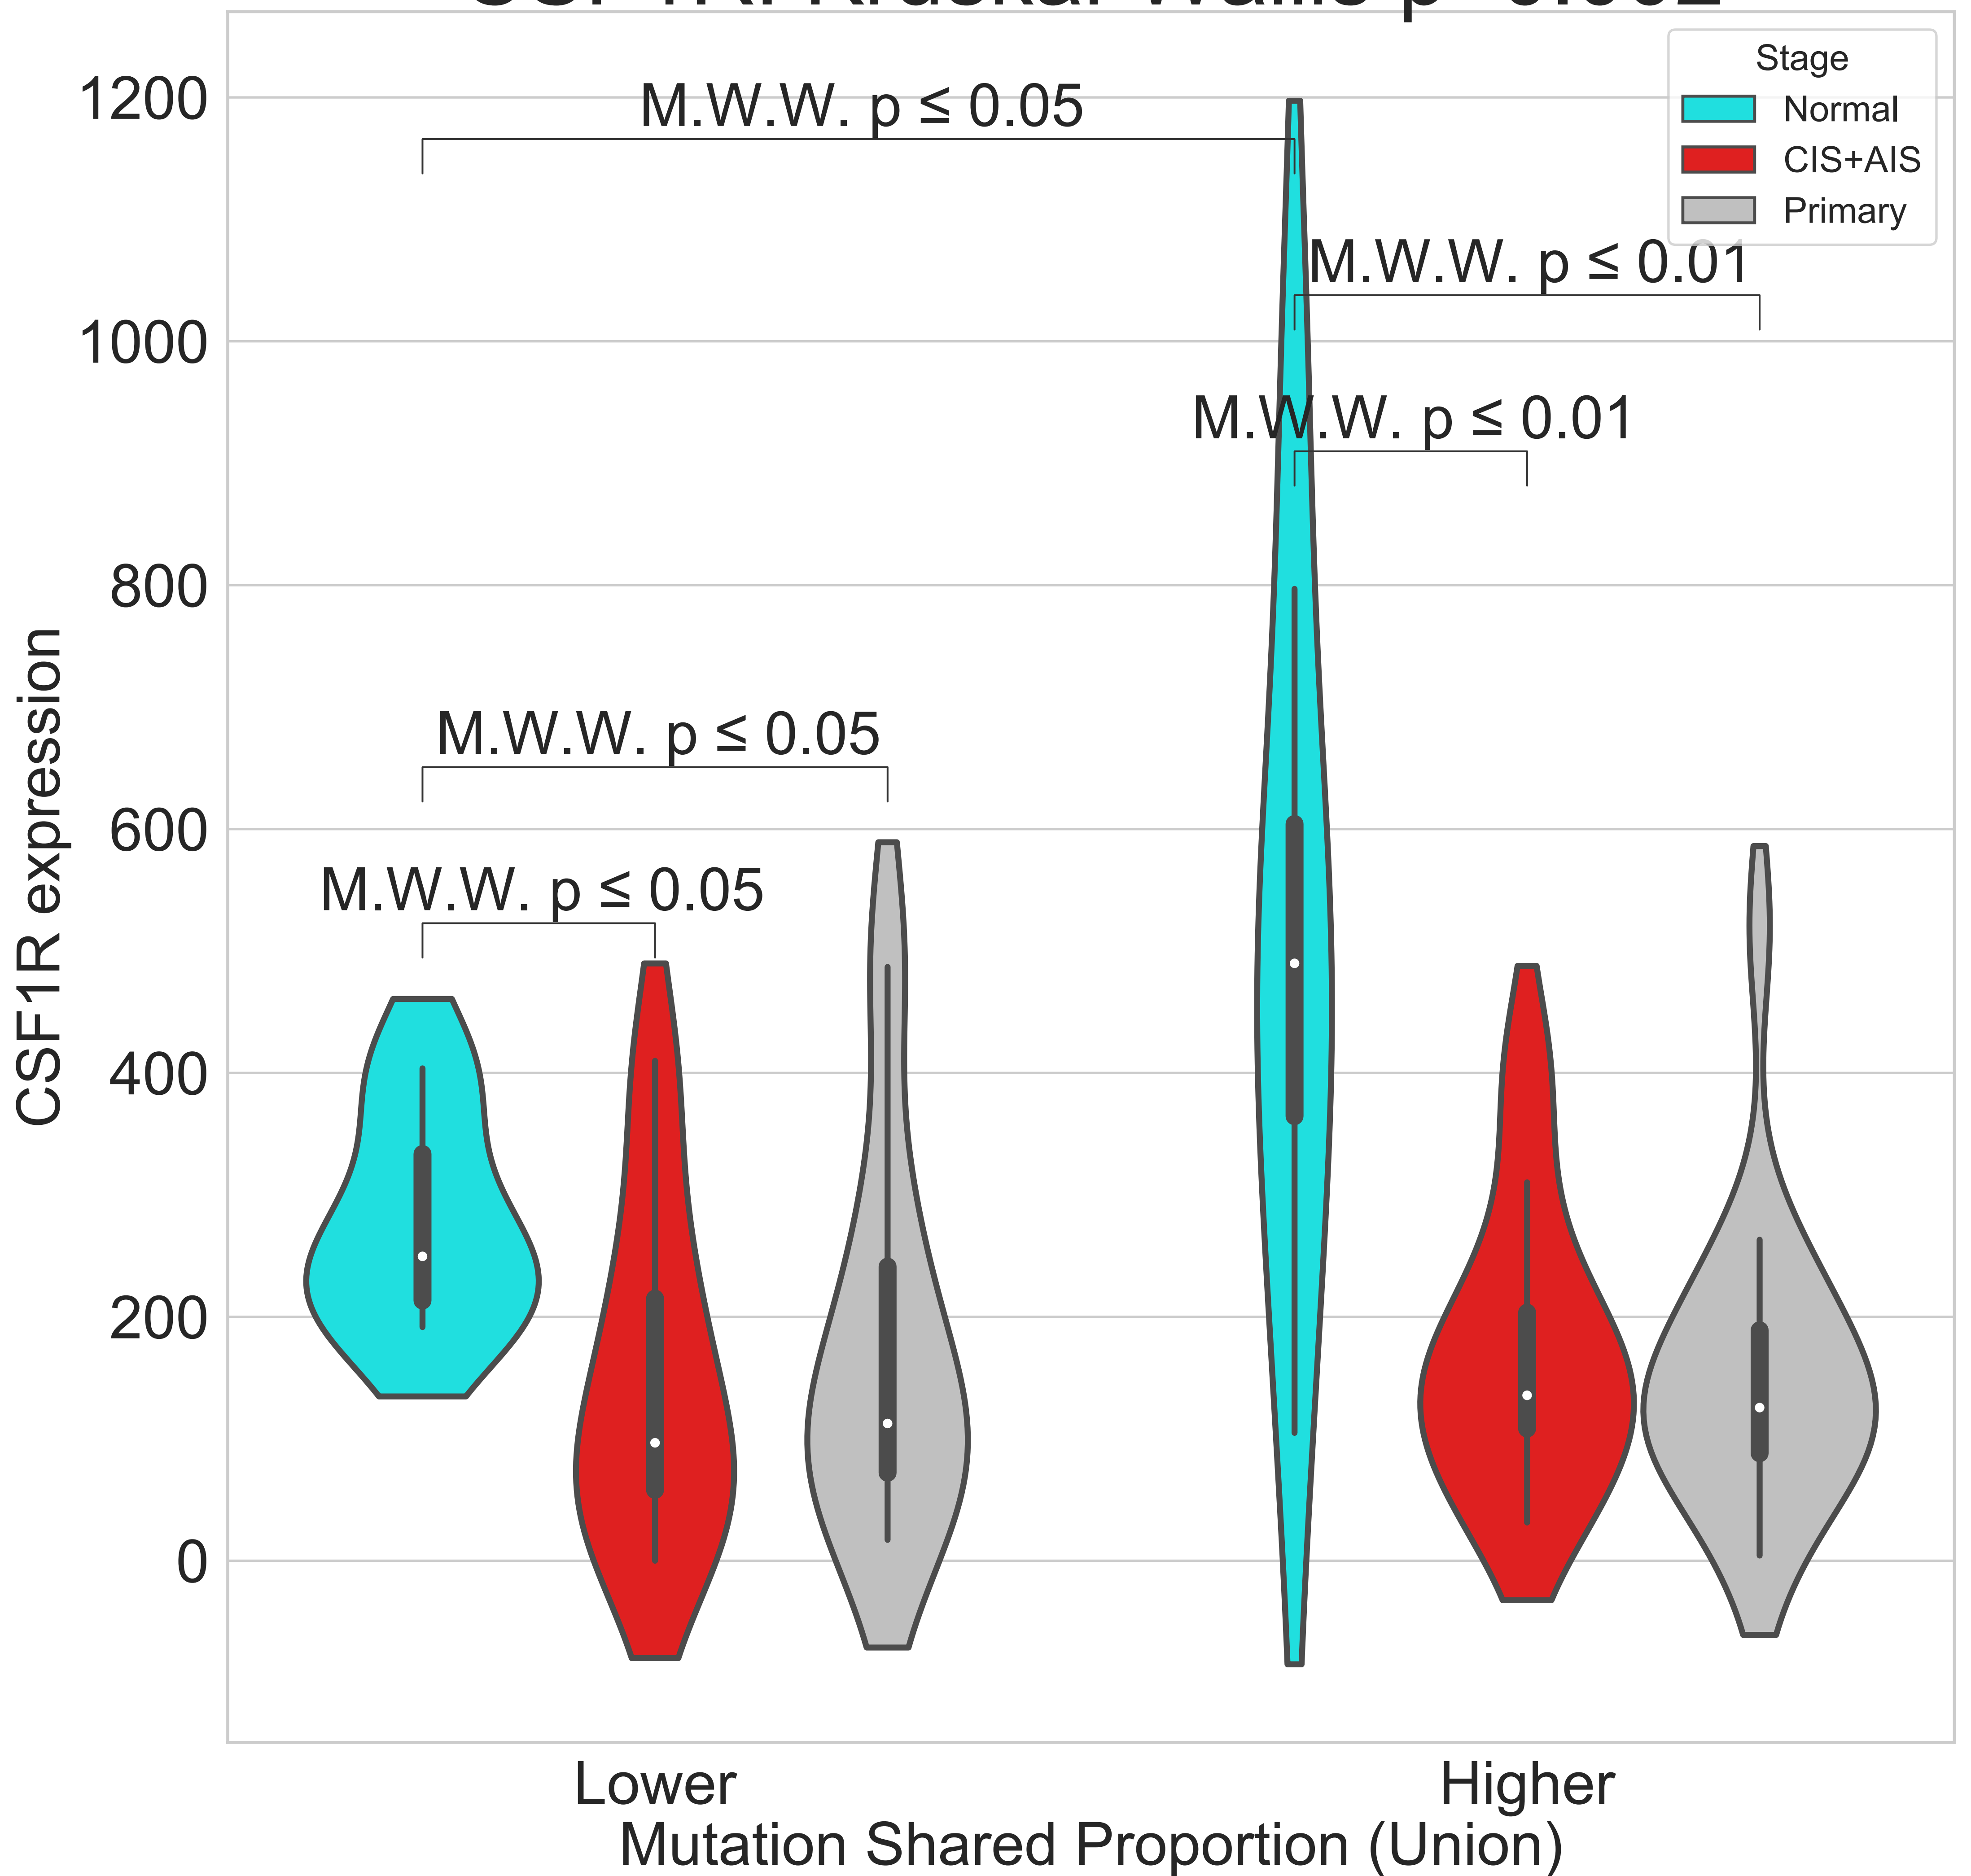 1200
1000
800
600
400
200
0
CSF1R expression
Stage
Normal
CIS+AIS
Primary
M.W.W. p ≤ 0.05
M.W.W. p ≤ 0.01
M.W.W. p ≤ 0.01
M.W.W. p ≤ 0.05
M.W.W. p ≤ 0.05
Lower
Higher
Mutation Shared Proportion (Union)